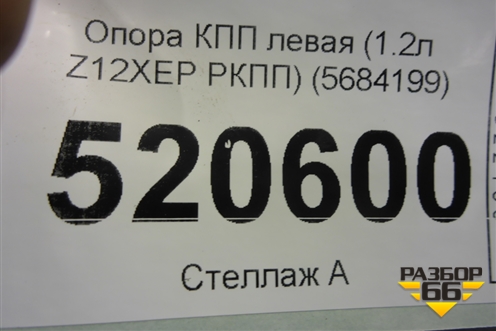 Опора КПП левая (1.2л
Z12XEP РКПП) (5684199)
520600
Стеллаж А
РАЗБОР
66